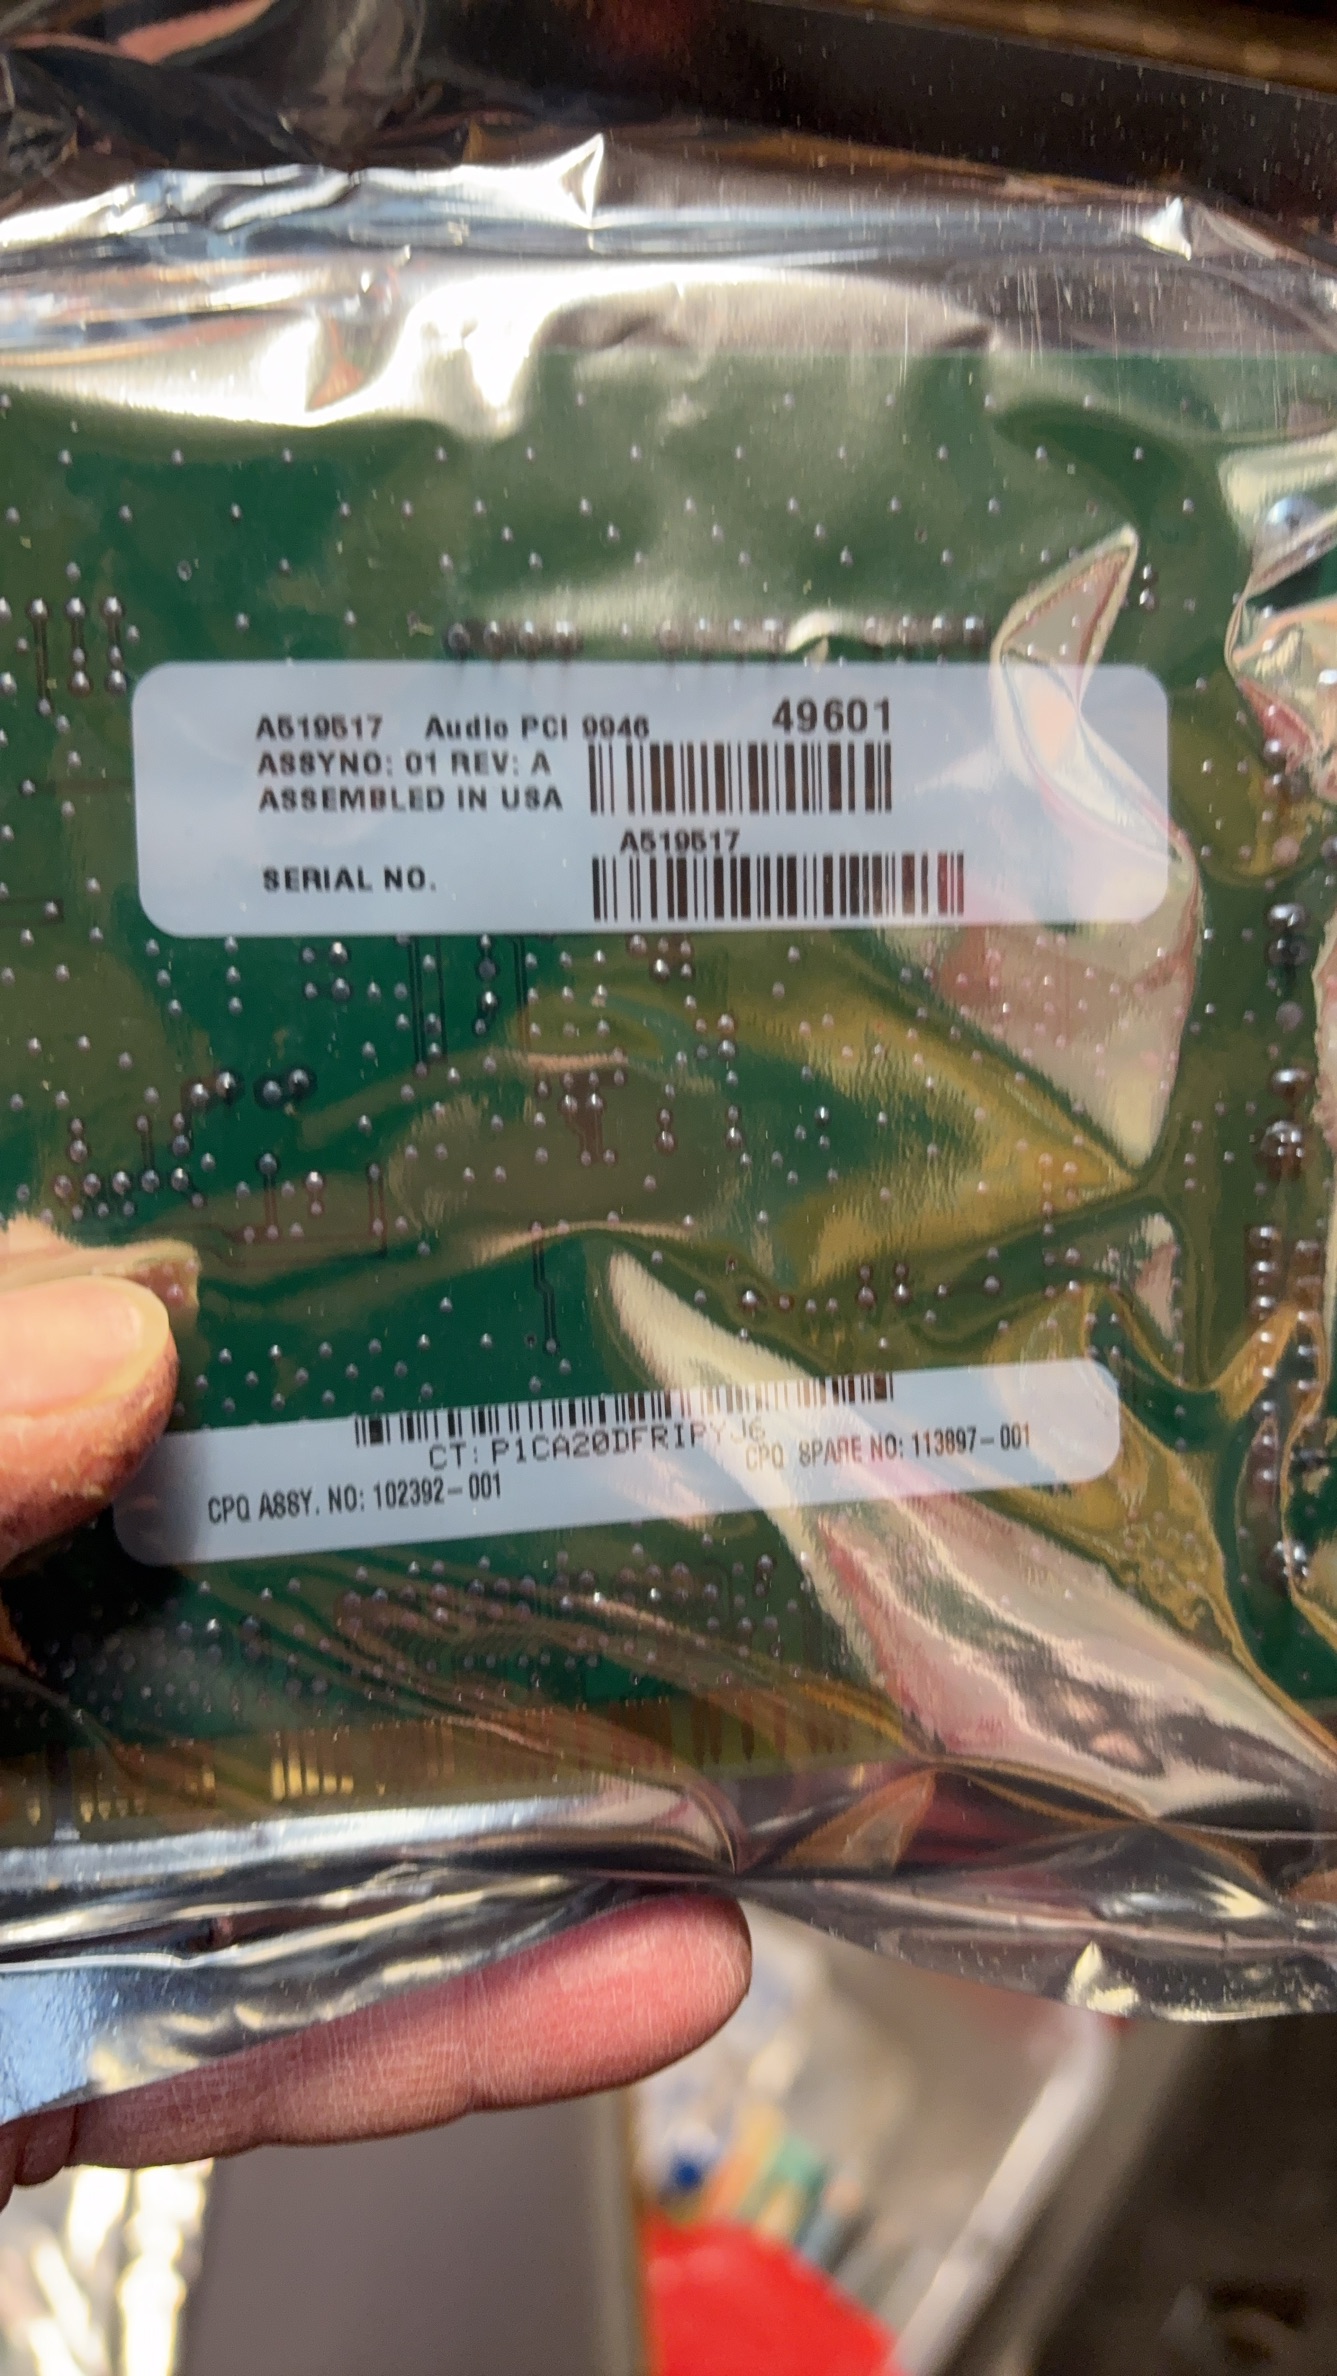 A519517 Audio PCI 9946 49601
ASSYNO: 01 REV: A
ASSEMBLED IN USA
A519517
SERIAL NO.
CT: P1CA20DFRIPYJ6
CPQ SPARE NO: 113897-001
CPQ ASSY. NO: 102392-001